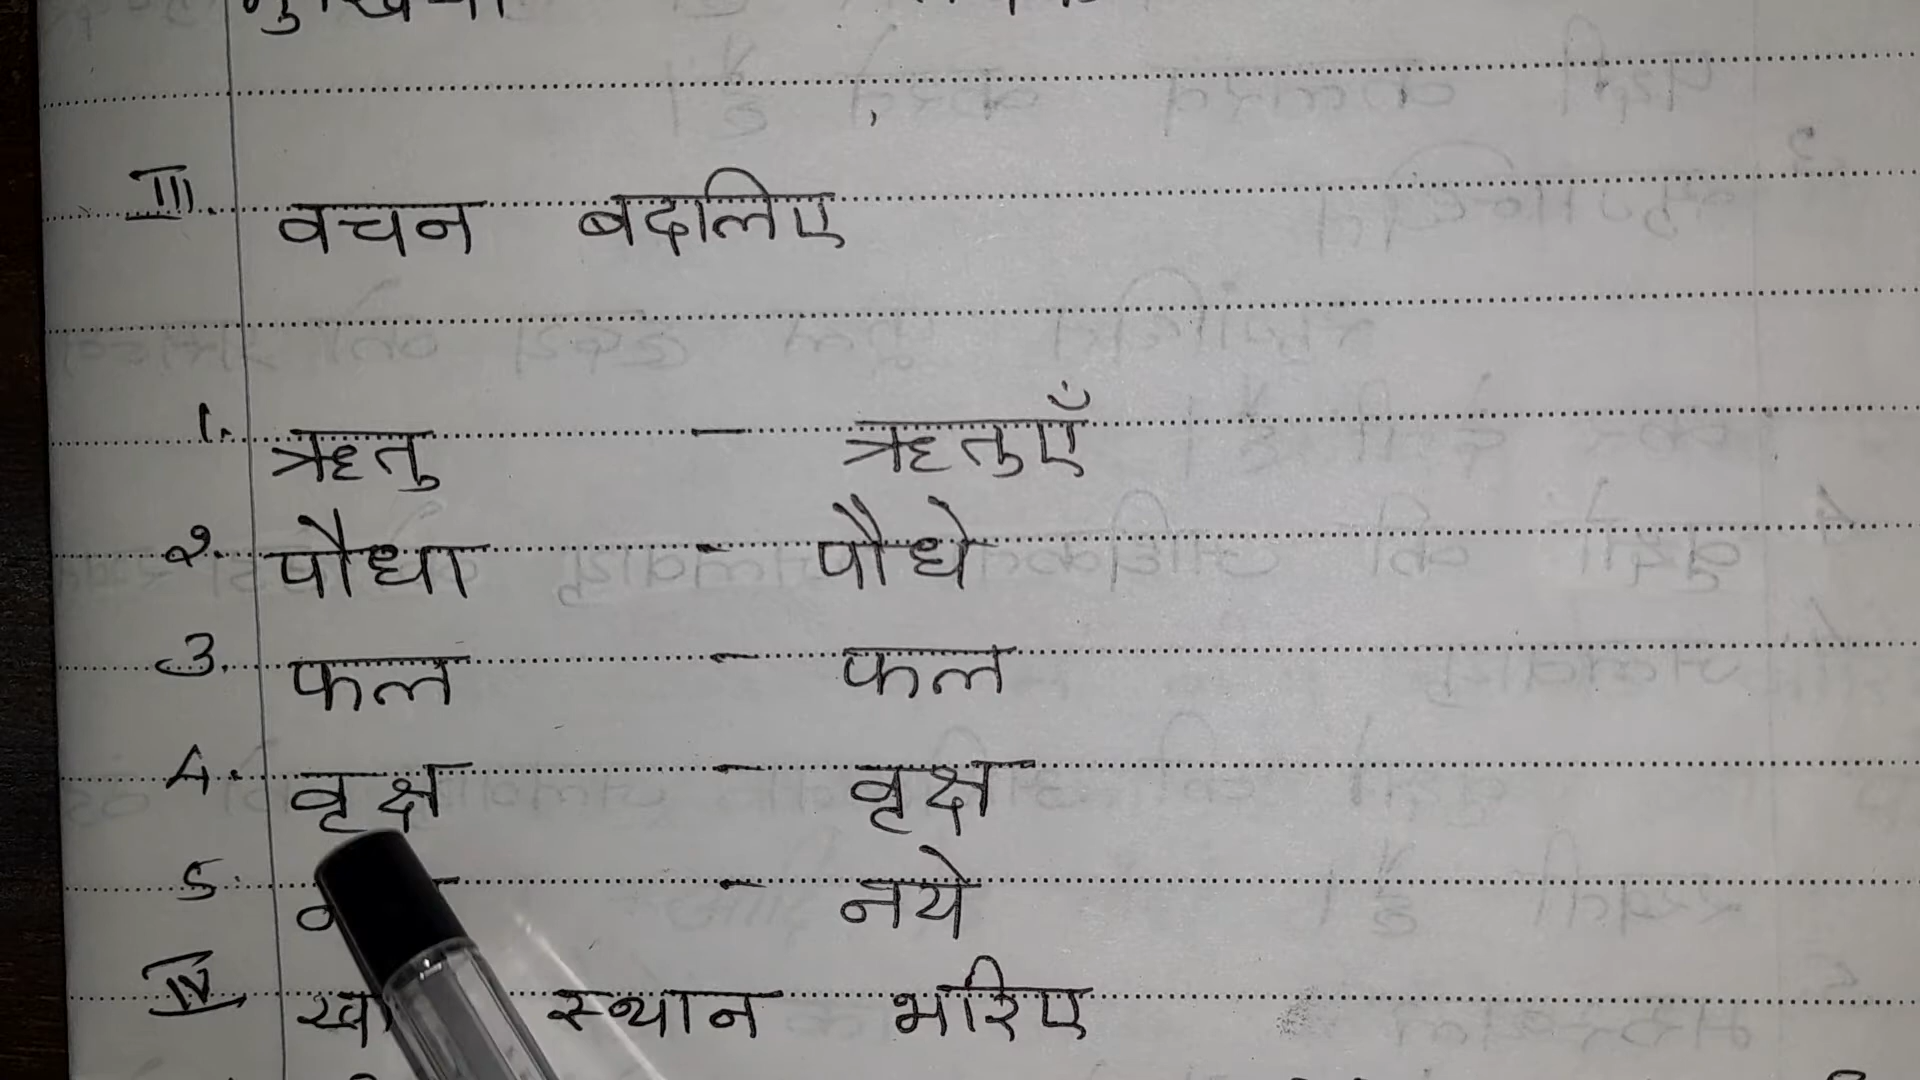 III. वचन बदलिए
1. ऋतु - ऋतुएँ
2. पौधा - पौधे
3. फल - फल
4. वृक्ष - वृक्ष
5. - नये
IV स्थान भरिए